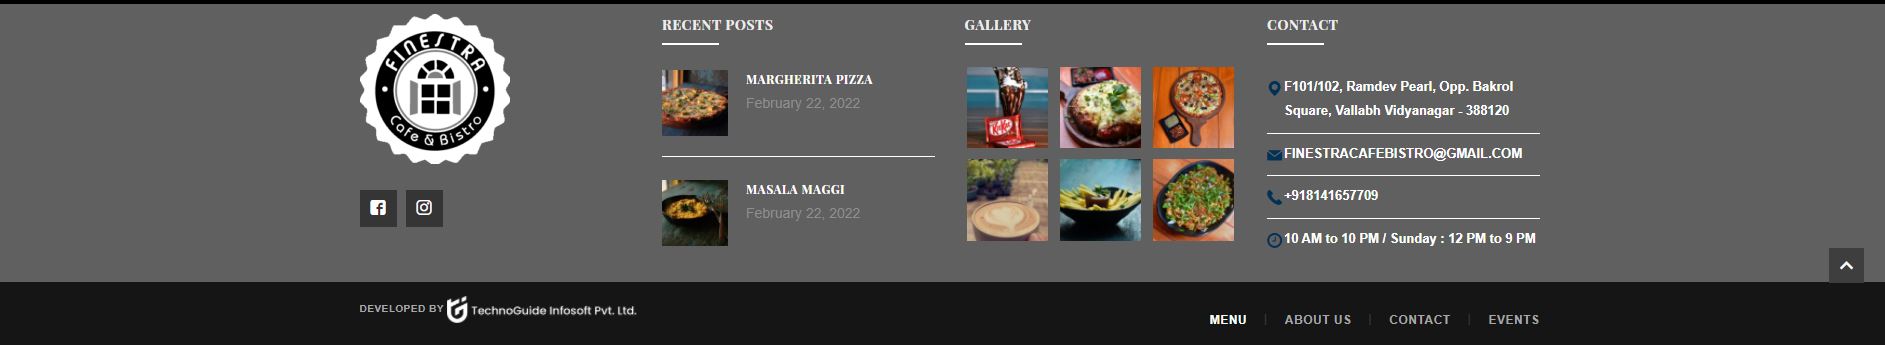 FINESTRA
Cafe & Bistro
RECENT POSTS
MARGHERITA PIZZA
February 22, 2022
MASALA MAGGI
February 22, 2022
GALLERY
KitKat
CONTACT
F101/102, Ramdev Pearl, Opp. Bakrol
Square, Vallabh Vidyanagar - 388120
FINESTRACAFEBISTRO@GMAIL.COM
+918141657709
10 AM to 10 PM / Sunday : 12 PM to 9 PM
DEVELOPED BY TechnoGuide Infosoft Pvt. Ltd.
MENU | ABOUT US | CONTACT | EVENTS